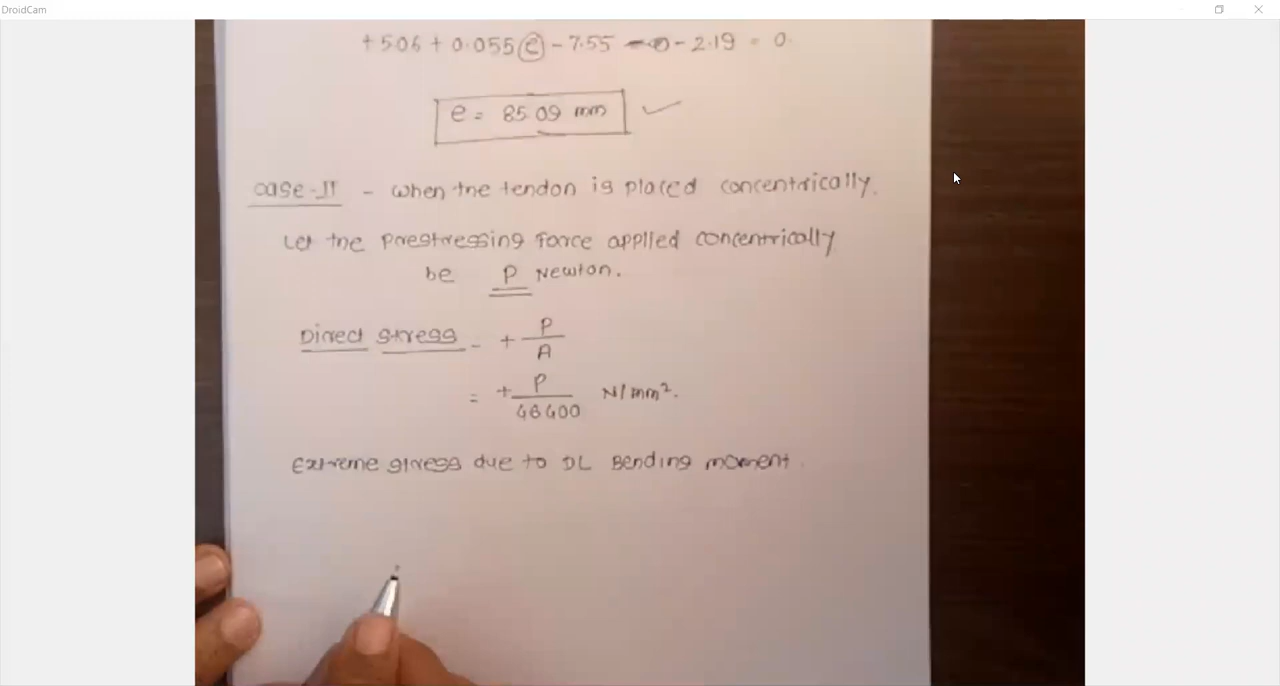 DroidCam
+5.06 + 0.055 e - 7.55 - 2.19 = 0.
e = 85.09 mm
case-II - when the tendon is placed concentrically.
Let the prestressing force applied concentrically
be P Newton.
Direct stress - + P/A
= + P/46400 N/mm².
Extreme stress due to DL Bending moment.